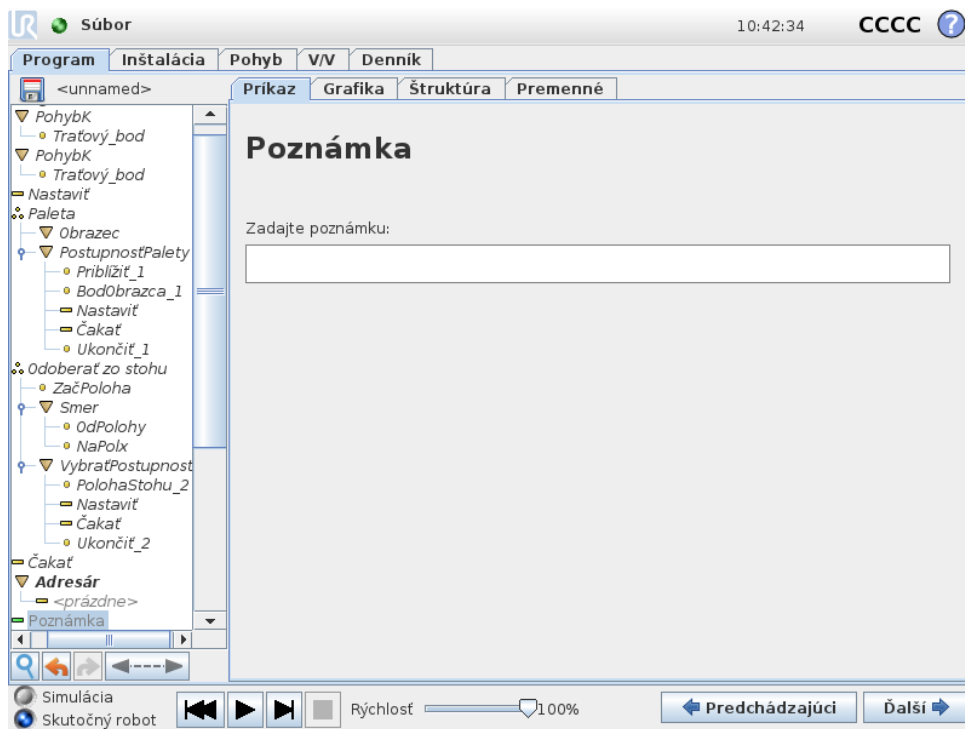 UR Súbor 10:42:34 CCCC ?
Program Inštalácia Pohyb V/V Denník
<unnamed> Príkaz Grafika Štruktúra Premenné
PohybK
Traťový_bod
PohybK
Traťový_bod
Nastaviť
Paleta
Obrazec
PostupnosťPalety
Priblížiť_1
BodObrazca_1
Nastaviť
Čakať
Ukončiť_1
Odoberať zo stohu
ZačPoloha
Smer
OdPolohy
NaPolx
VybraťPostupnost
PolohaStohu_2
Nastaviť
Čakať
Ukončiť_2
Čakať
Adresár
<prázdne>
Poznámka
Poznámka
Zadajte poznámku:
Simulácia
Skutočný robot
Rýchlosť 100%
Predchádzajúci Ďalší